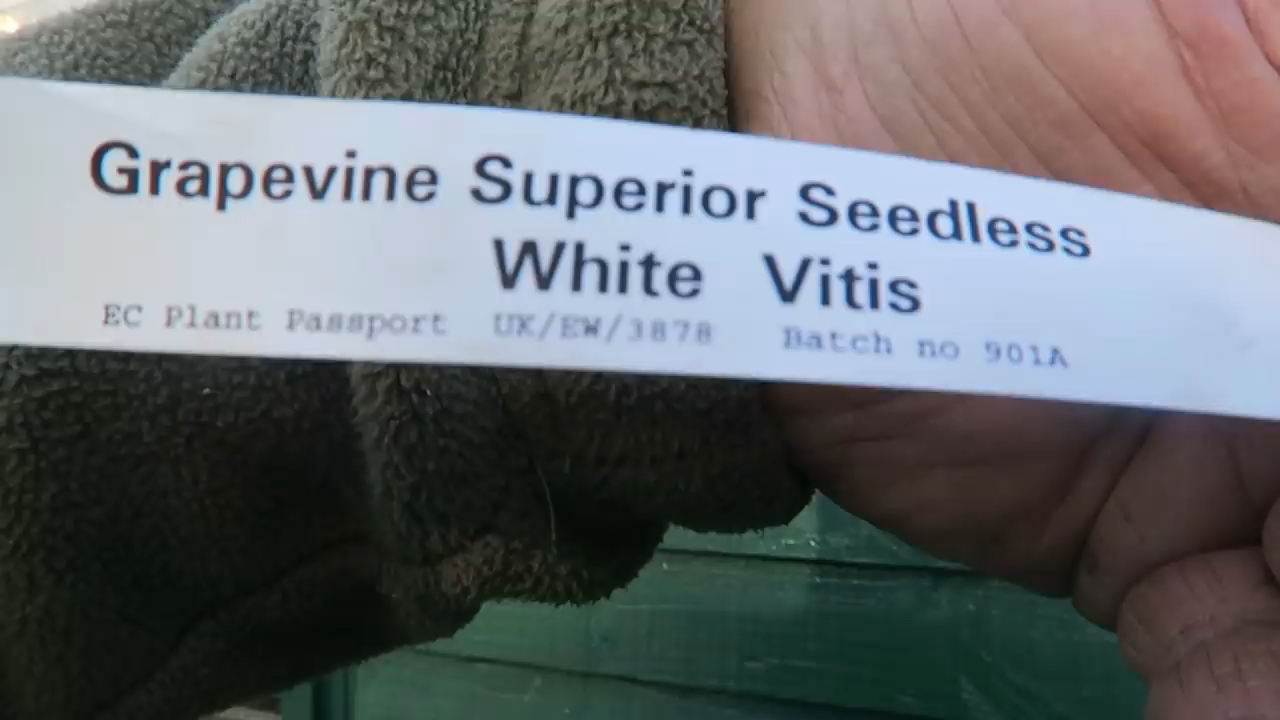 Grapevine Superior Seedless
White Vitis
EC Plant Passport UK/EW/3878 Batch no 901A